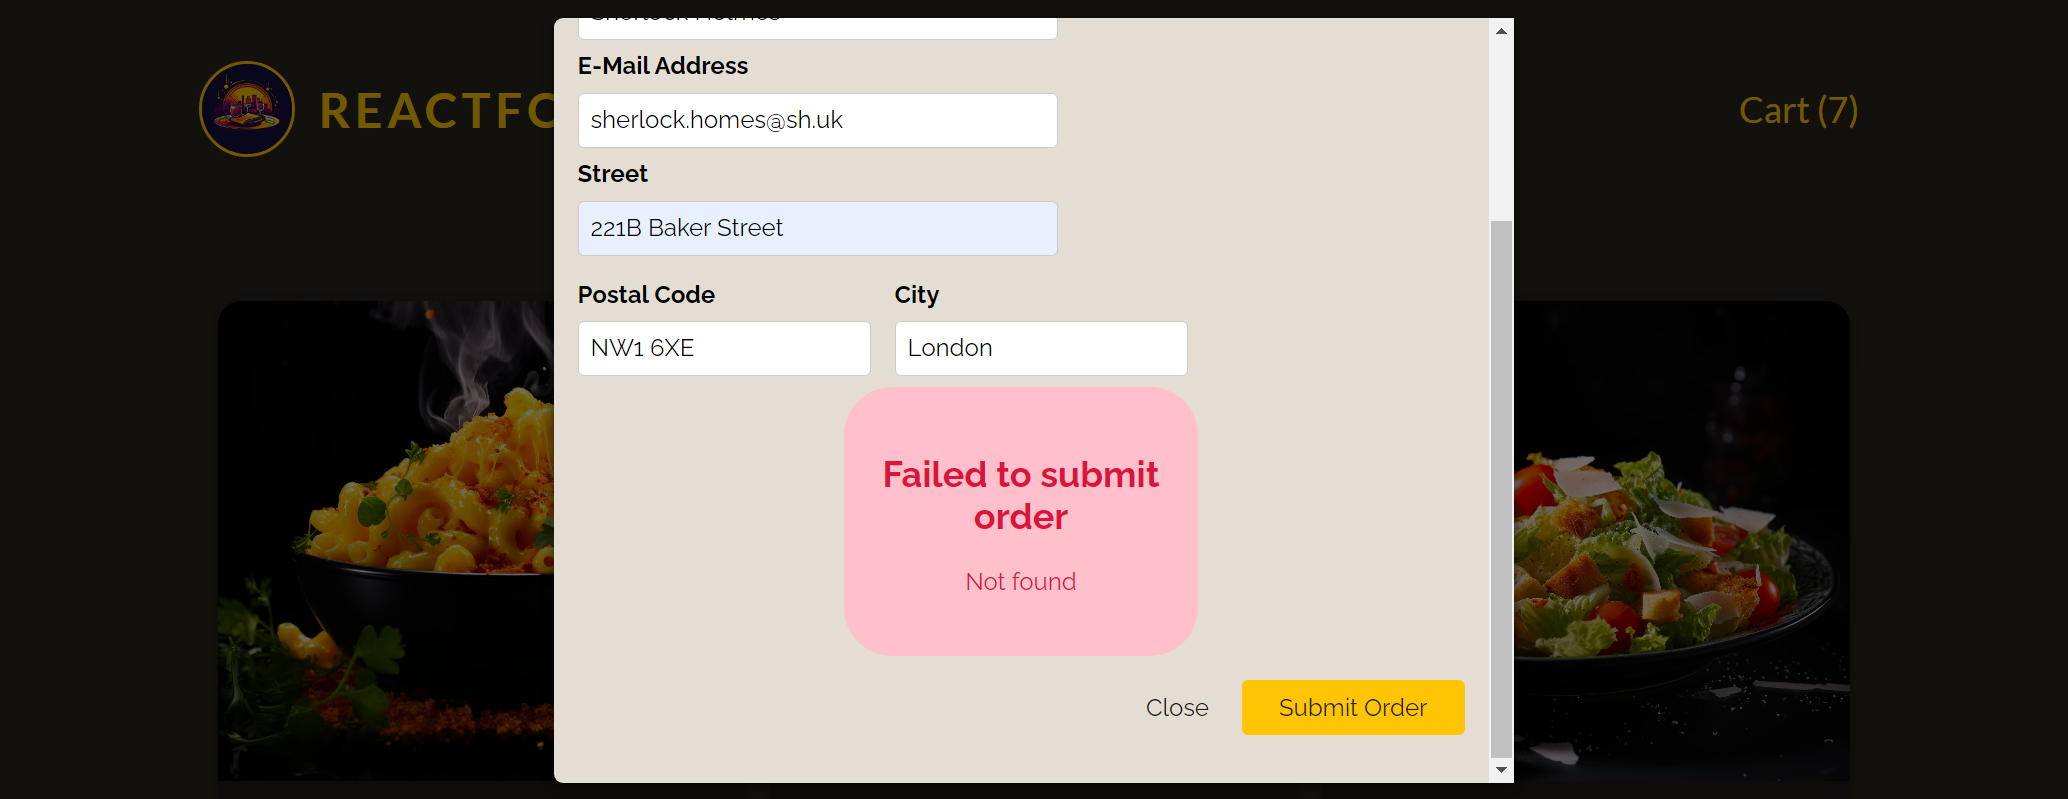 REACTFO
Cart (7)
E-Mail Address
sherlock.homes@sh.uk
Street
221B Baker Street
Postal Code
City
NW1 6XE
London
Failed to submit
order
Not found
Close
Submit Order